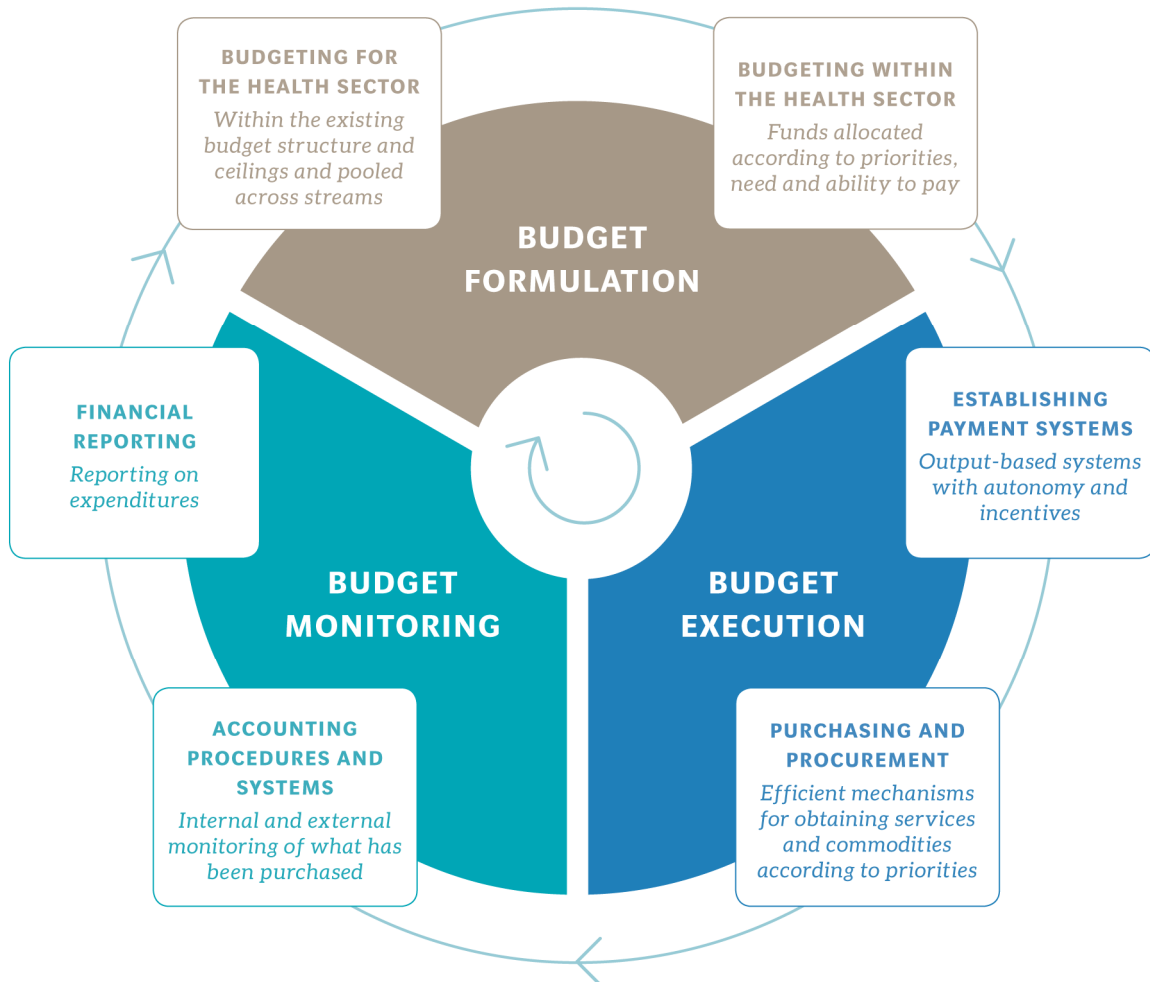 BUDGETING FOR
THE HEALTH SECTOR
Within the existing
budget structure and
ceilings and pooled
across streams
BUDGETING WITHIN
THE HEALTH SECTOR
Funds allocated
according to priorities,
need and ability to pay
BUDGET
FORMULATION
FINANCIAL
REPORTING
Reporting on
expenditures
ESTABLISHING
PAYMENT SYSTEMS
Output-based systems
with autonomy and
incentives
BUDGET
MONITORING
BUDGET
EXECUTION
ACCOUNTING
PROCEDURES AND
SYSTEMS
Internal and external
monitoring of what has
been purchased
PURCHASING AND
PROCUREMENT
Efficient mechanisms
for obtaining services
and commodities
according to priorities